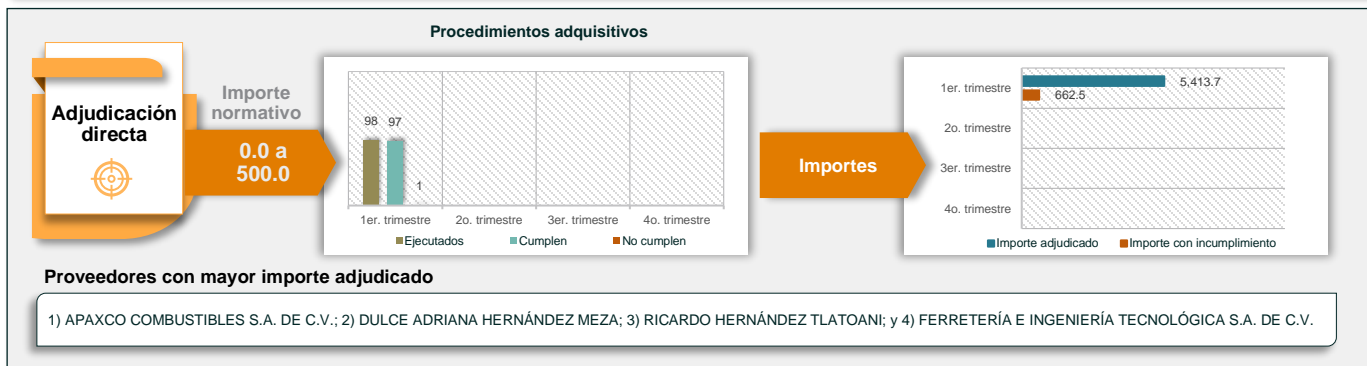 Adjudicación
directa
Importe
normativo
0.0 a
500.0
Procedimientos adquisitivos
98 97
1
1er. trimestre 2o. trimestre 3er. trimestre 4o. trimestre
Ejecutados Cumplen No cumplen
Importes
1er. trimestre 5,413.7
662.5
2o. trimestre
3er. trimestre
4o. trimestre
Importe adjudicado Importe con incumplimiento
Proveedores con mayor importe adjudicado
1) APAXCO COMBUSTIBLES S.A. DE C.V.; 2) DULCE ADRIANA HERNÁNDEZ MEZA; 3) RICARDO HERNÁNDEZ TLATOANI; y 4) FERRETERÍA E INGENIERÍA TECNOLÓGICA S.A. DE C.V.